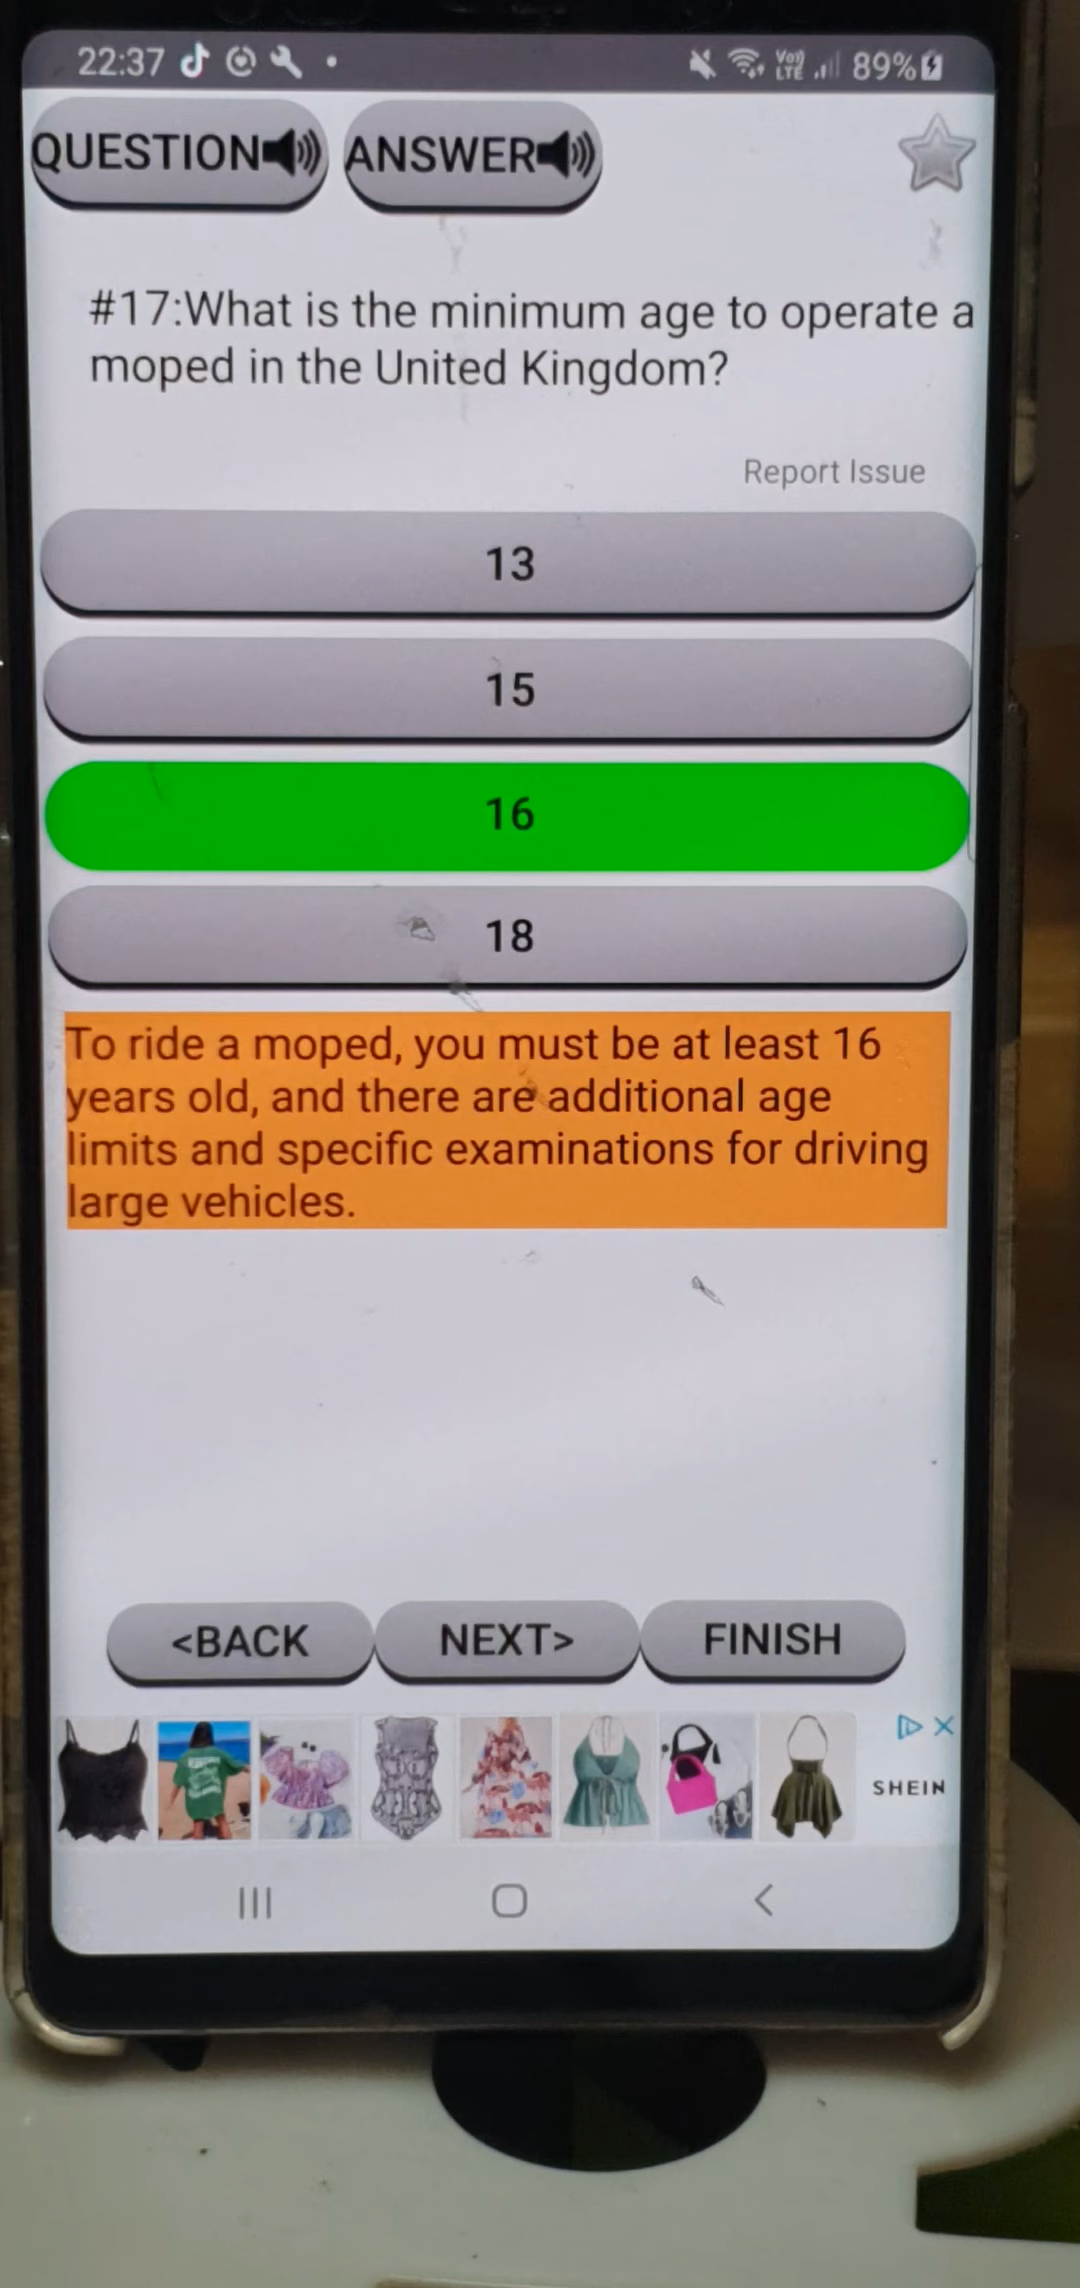 22:37
Vo))
LTE
89%
QUESTION
ANSWER
#17:What is the minimum age to operate a
moped in the United Kingdom?
Report Issue
13
15
16
18
To ride a moped, you must be at least 16
years old, and there are additional age
limits and specific examinations for driving
large vehicles.
<BACK
NEXT>
FINISH
SHEIN